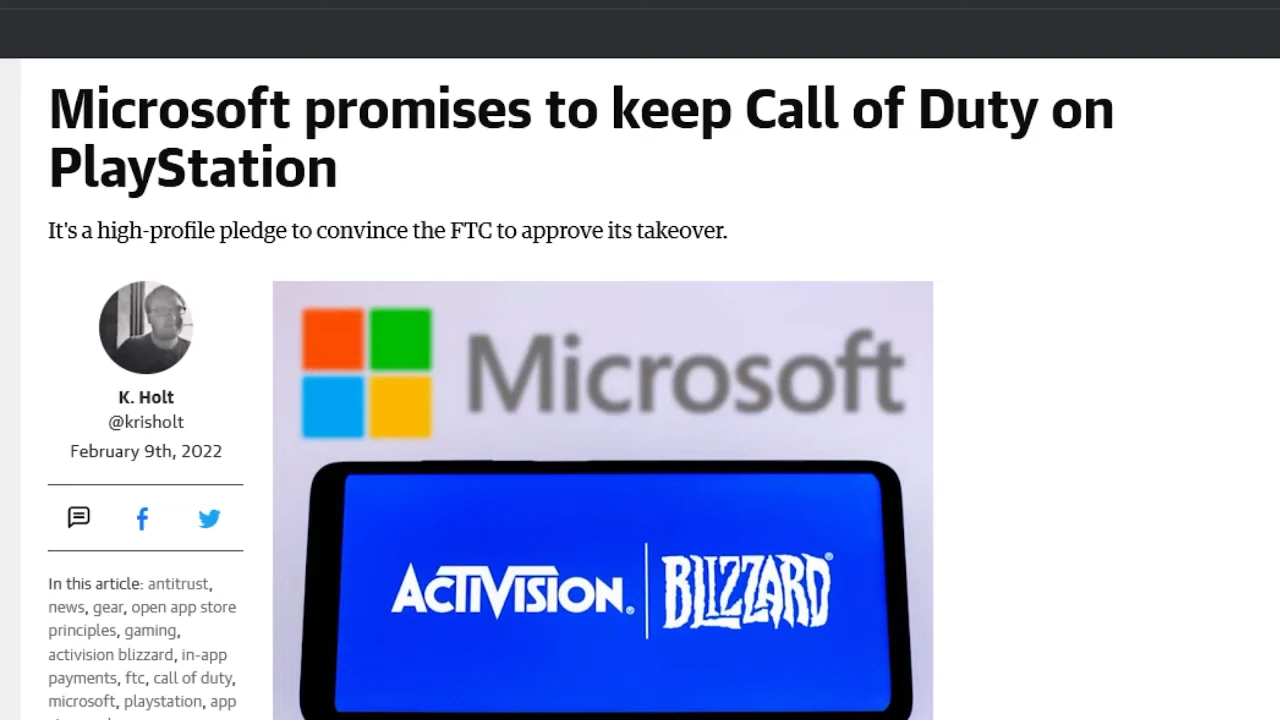 Microsoft promises to keep Call of Duty on
PlayStation
It's a high-profile pledge to convince the FTC to approve its takeover.
K. Holt
@krisholt
February 9th, 2022
In this article: antitrust,
news, gear, open app store
principles, gaming,
activision blizzard, in-app
payments, ftc, call of duty,
microsoft, playstation, app
Microsoft
ACTIVISION® BLIZZARD®